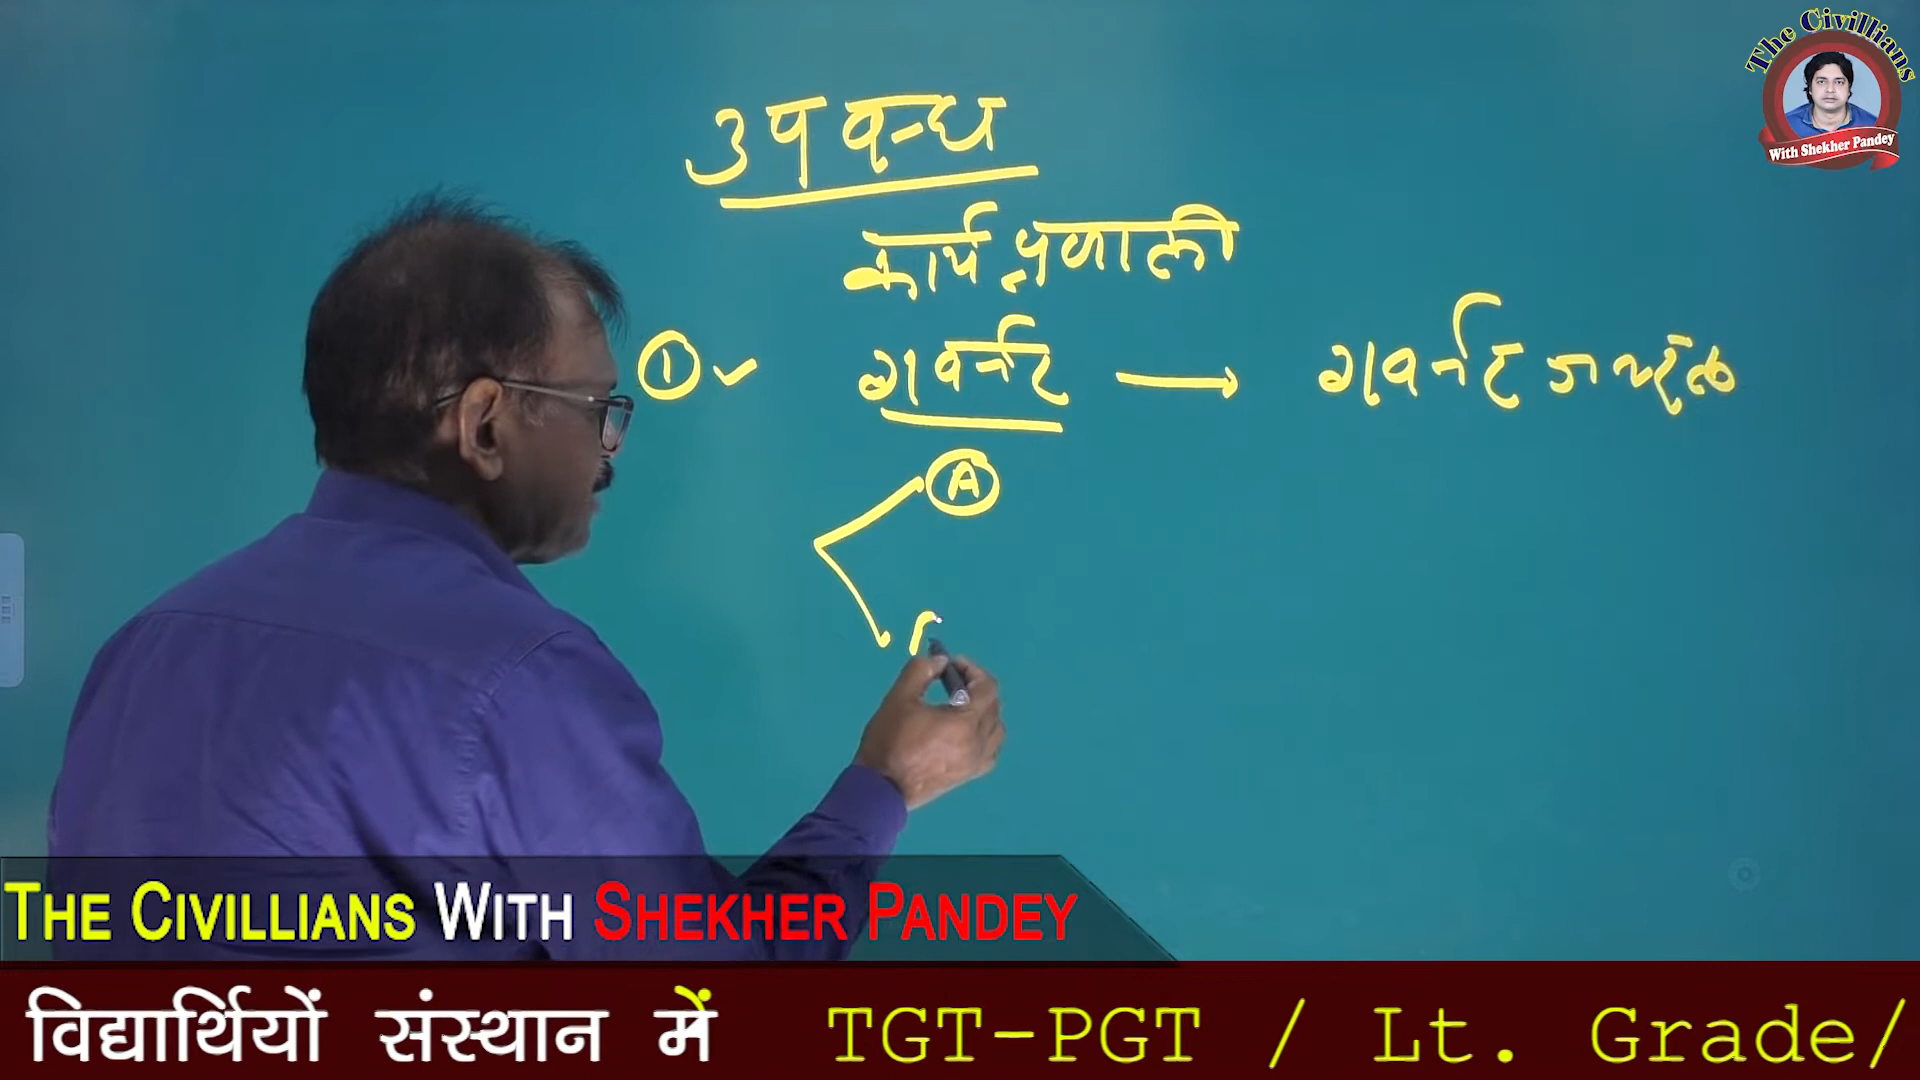 The Civillians
With Shekher Pandey
उपबन्ध
कार्य प्रणाली
① ✓ गवर्नर → गवर्नर जनरल
Ⓐ
THE CIVILLIANS WITH SHEKHER PANDEY
विद्यार्थियों संस्थान में TGT-PGT / Lt. Grade/